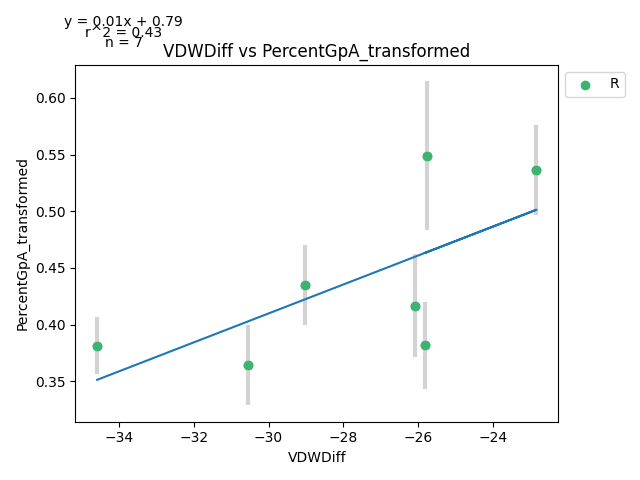 y = 0.01x + 0.79
r^2 = 0.43
n = 7
VDWDiff vs PercentGpA_transformed
R
PercentGpA_transformed
0.60
0.55
0.50
0.45
0.40
0.35
−34
−32
−30
−28
−26
−24
VDWDiff